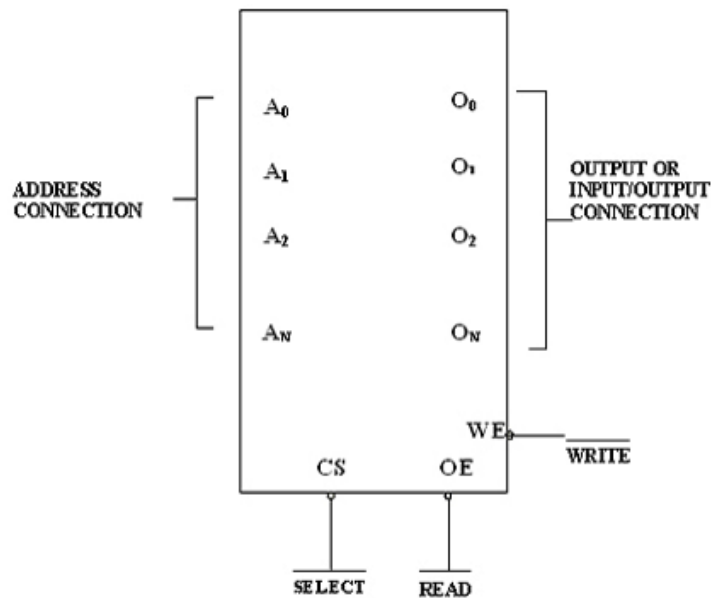 A0 O0
A1 O1
A2 O2
AN ON
ADDRESS
CONNECTION
OUTPUT OR
INPUT/OUTPUT
CONNECTION
WE
WRITE
CS OE
SELECT READ